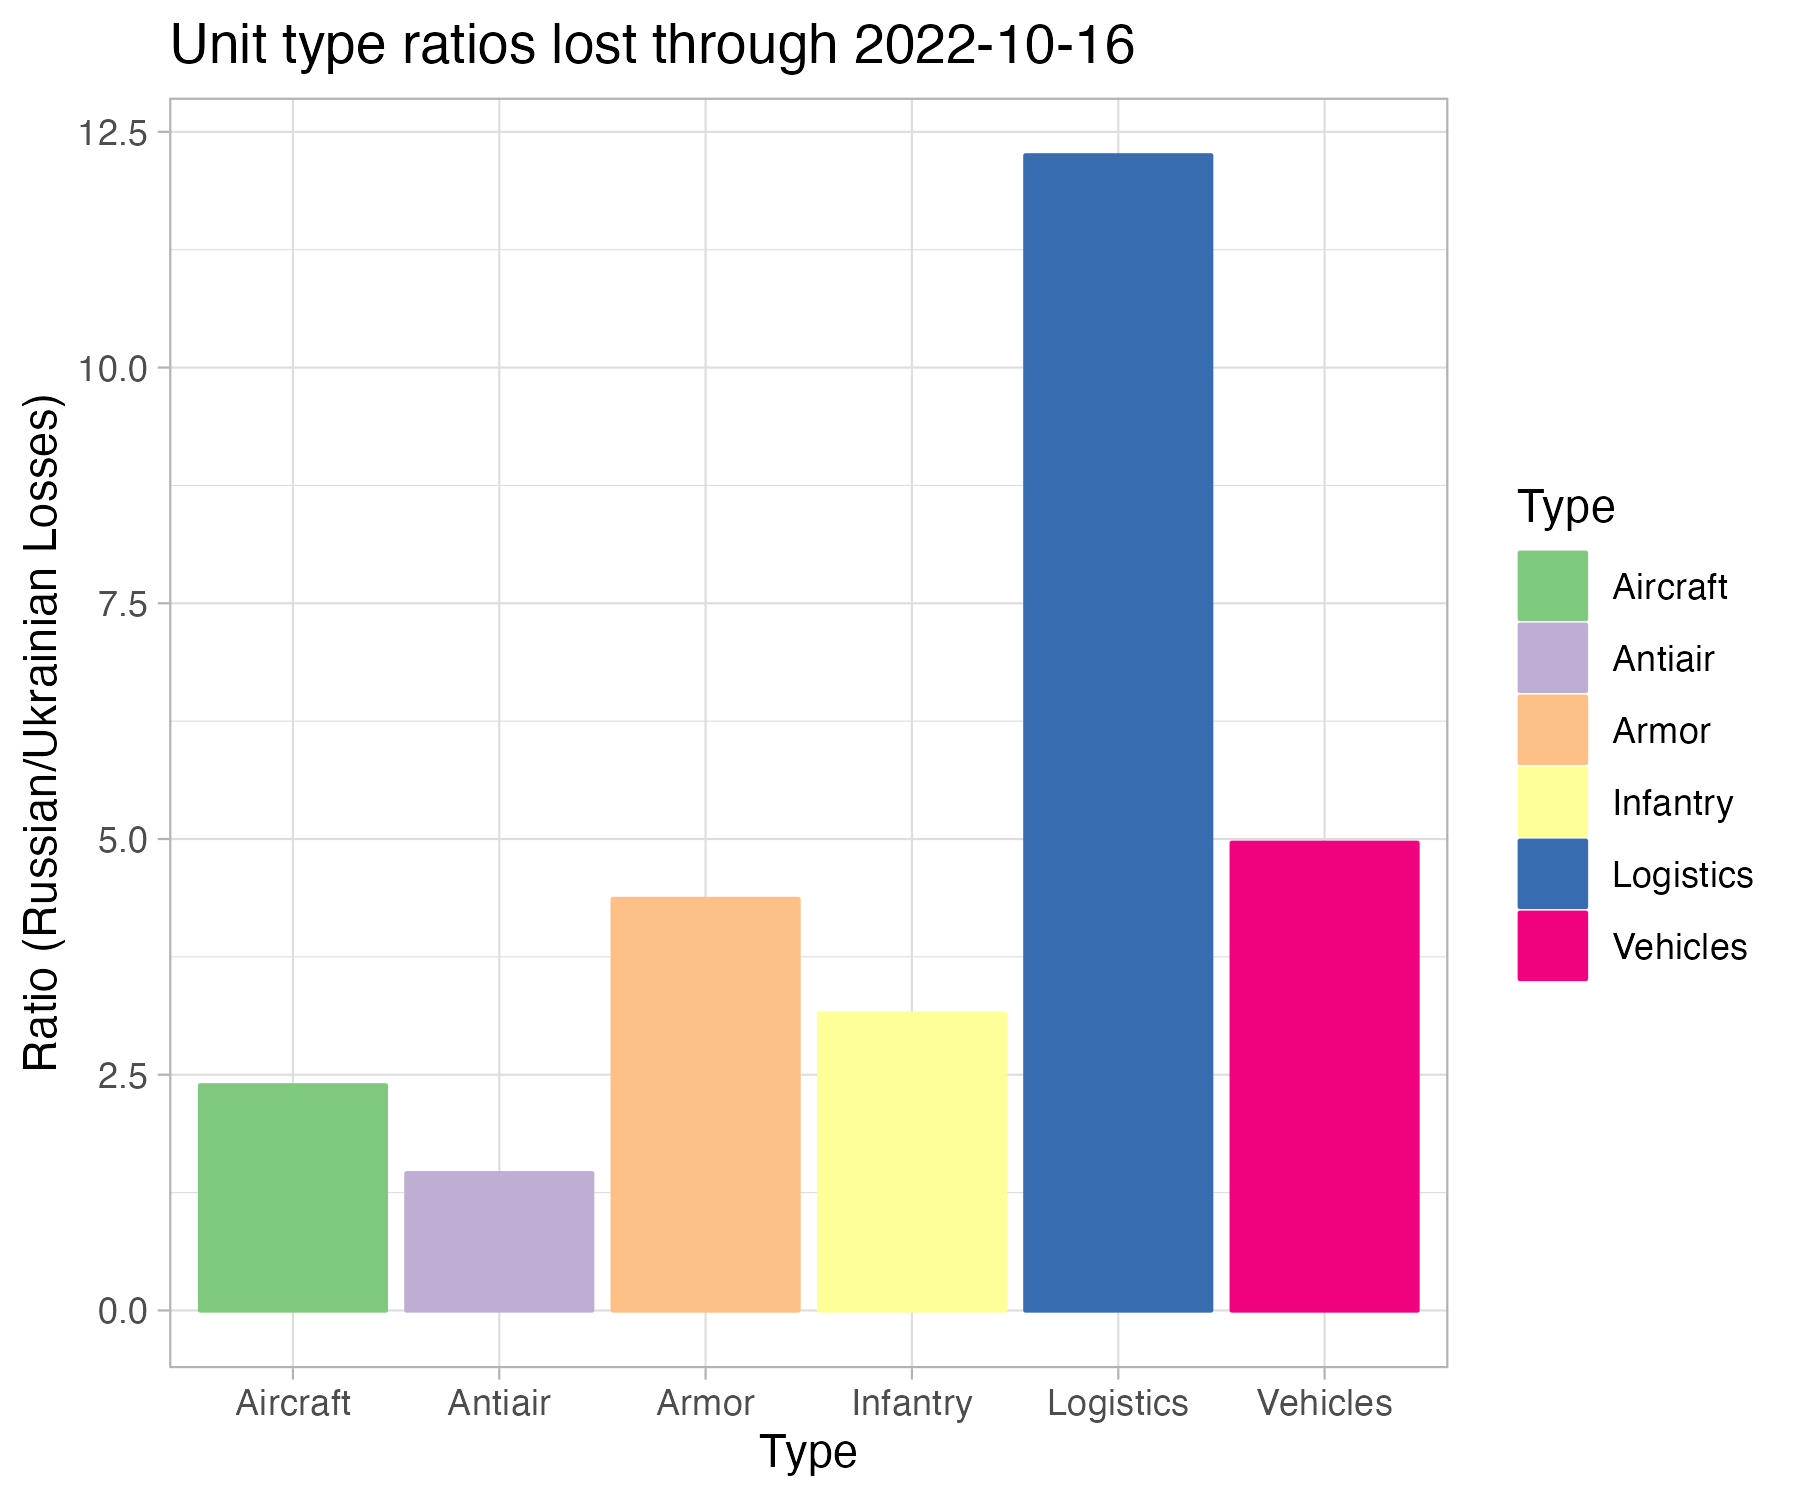 Unit type ratios lost through 2022-10-16
Ratio (Russian/Ukrainian Losses)
12.5
10.0
7.5
5.0
2.5
0.0
Aircraft
Antiair
Armor
Infantry
Logistics
Vehicles
Type
Type
Aircraft
Antiair
Armor
Infantry
Logistics
Vehicles